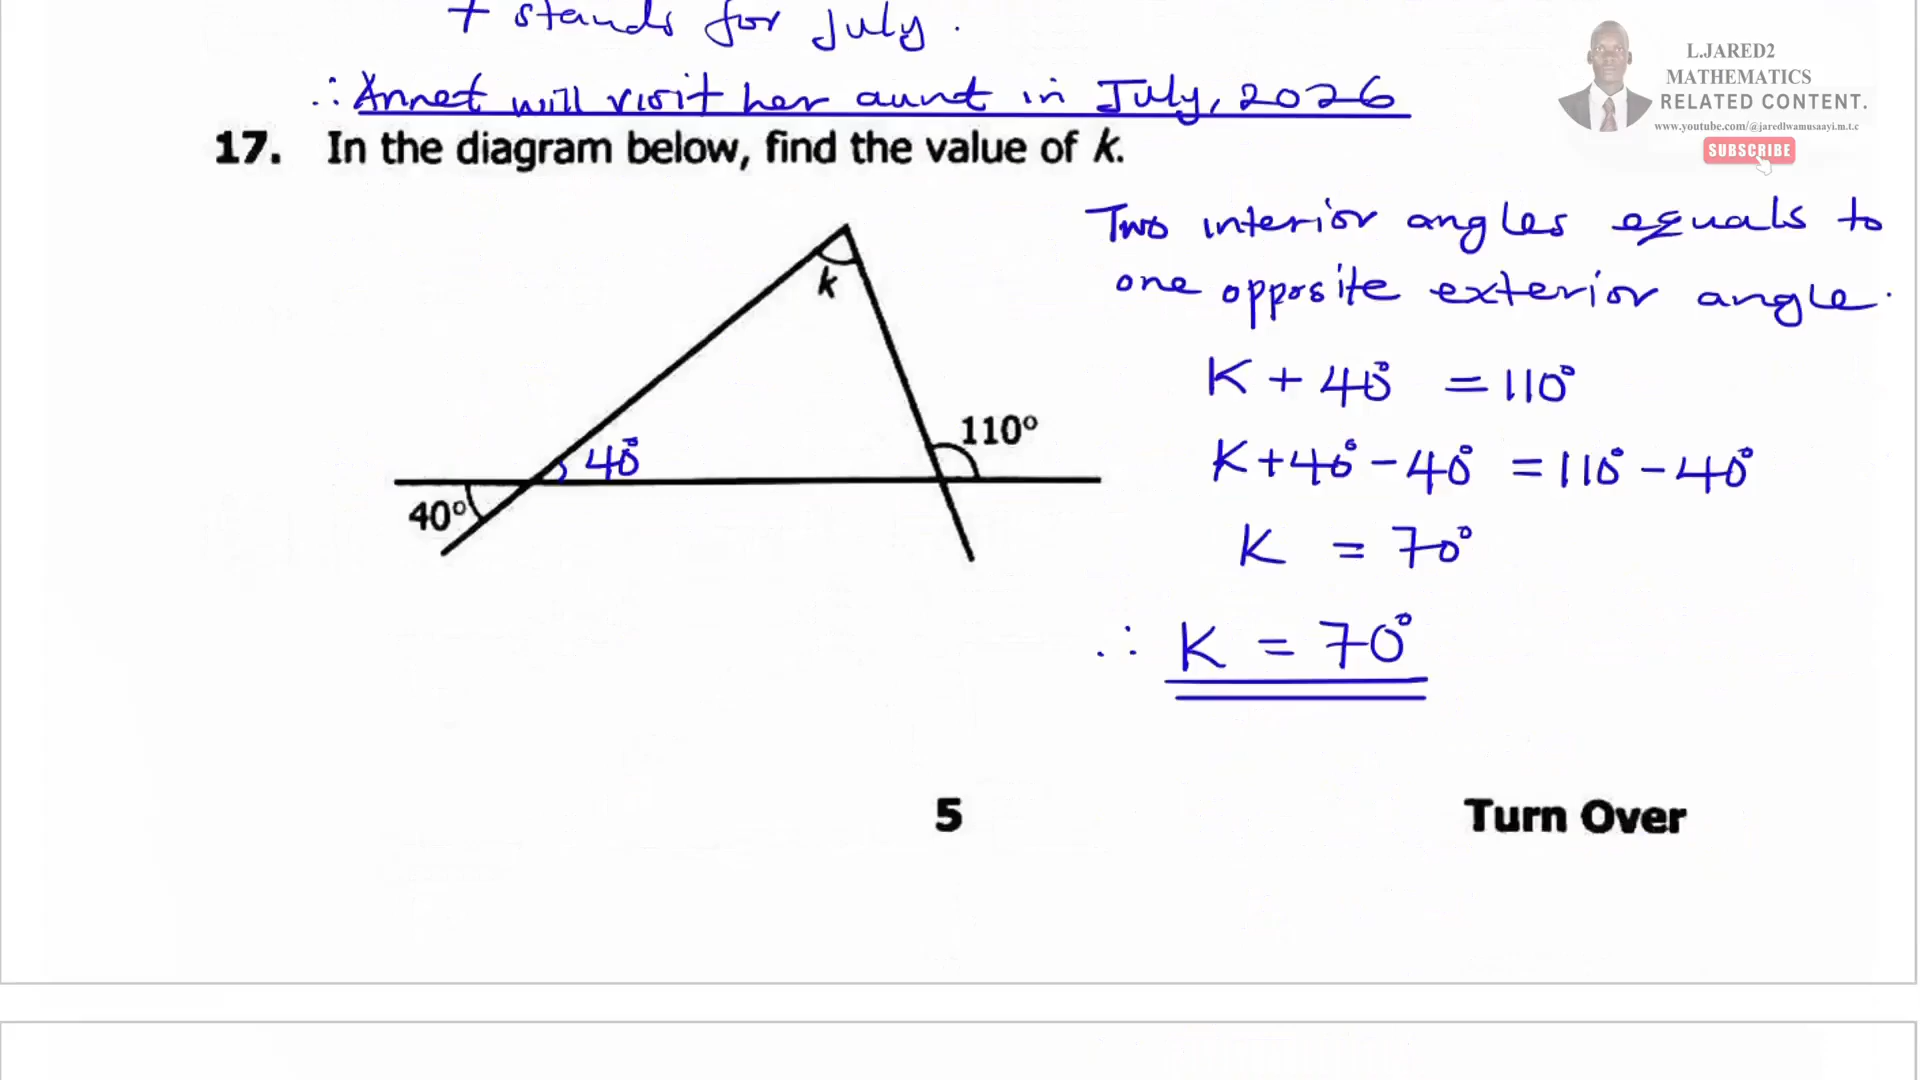 7 stands for July.
∴ Annet will visit her aunt in July, 2026
L.JARED2
MATHEMATICS
RELATED CONTENT.
www.youtube.com/@jaredlwamusaayi.m.t.c
SUBSCRIBE
17. In the diagram below, find the value of k.
k
110°
40°
40°
Two interior angles equals to
one opposite exterior angle.
K + 40° = 110°
K + 40° - 40° = 110° - 40°
K = 70°
∴ K = 70°
5
Turn Over